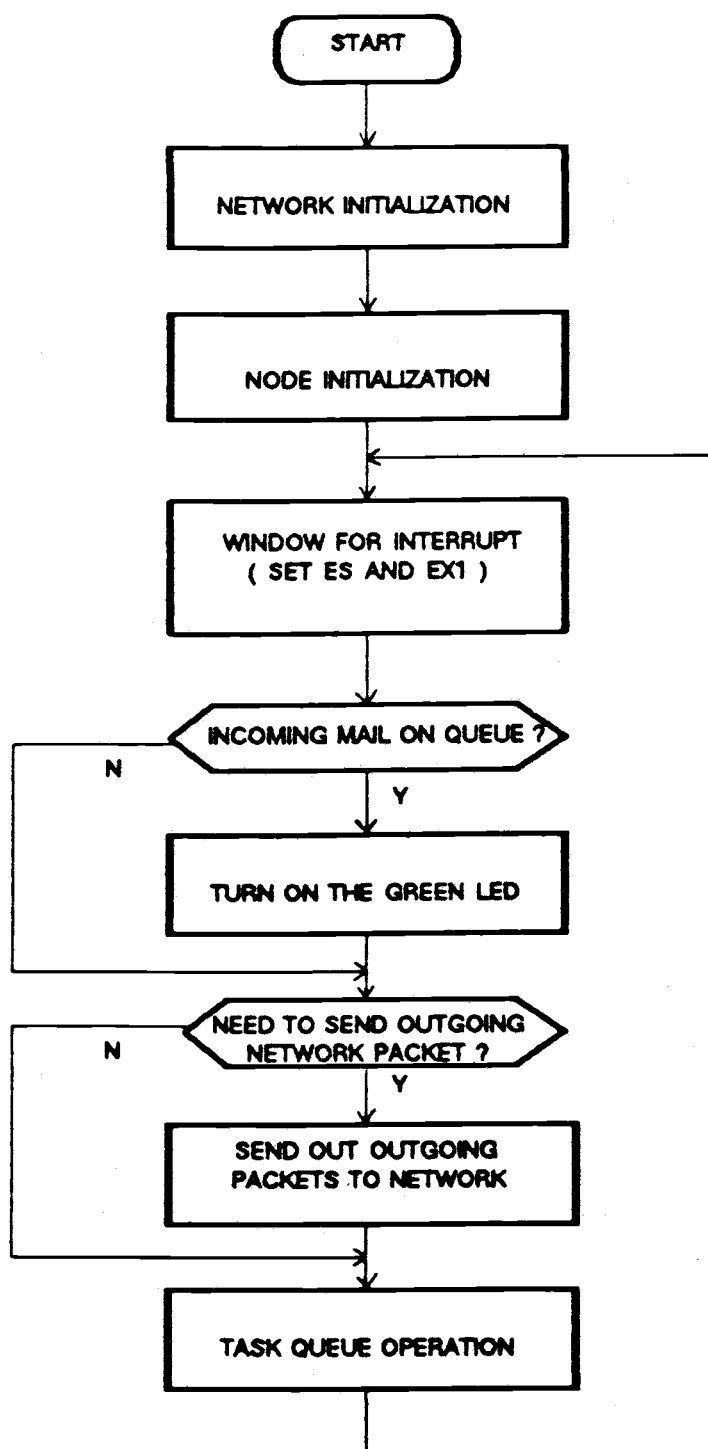 START
NETWORK INITIALIZATION
NODE INITIALIZATION
WINDOW FOR INTERRUPT
( SET ES AND EX1 )
INCOMING MAIL ON QUEUE ?
N
Y
TURN ON THE GREEN LED
NEED TO SEND OUTGOING
NETWORK PACKET ?
N
Y
SEND OUT OUTGOING
PACKETS TO NETWORK
TASK QUEUE OPERATION